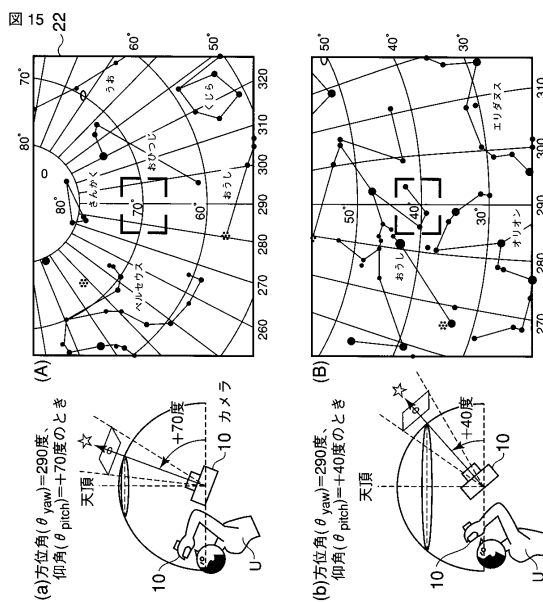 図 15
22
(A)
80°
70°
60°
50°
320
310
300
290
280
270
260
0
80°
70°
60°
うお
くじら
おひつじ
さんかく
おうし
ペルセウス
(a)方位角(θ yaw)=290度、
仰角(θ pitch)=+70度のとき
天頂
+70度
10 カメラ
10
U
(B)
50°
40°
30°
310
300
290
280
270
50°
40°
30°
エリダヌス
おうし
オリオン
(b)方位角(θ yaw)=290度、
仰角(θ pitch)=+40度のとき
天頂
+40度
10
10
U